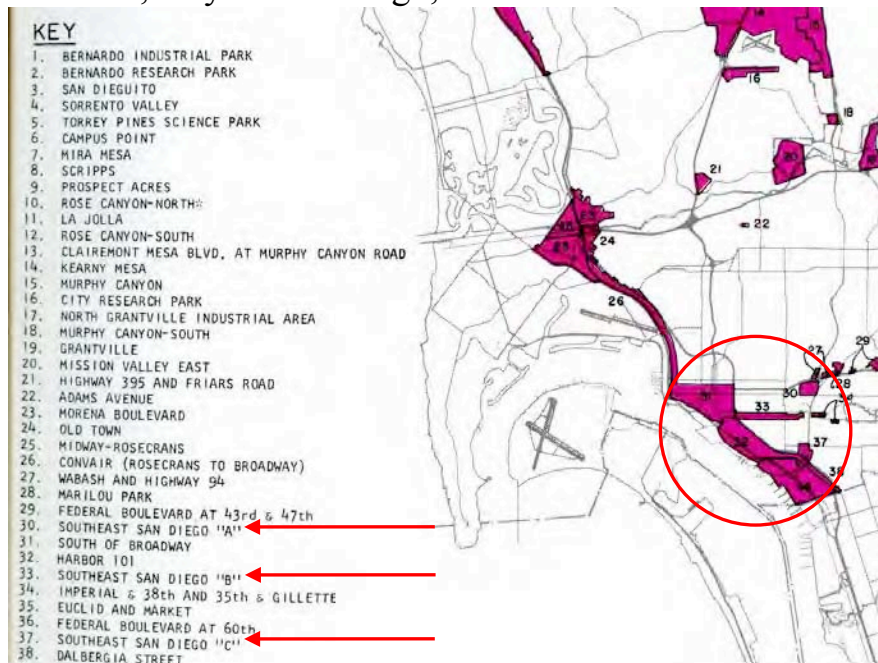 KEY
1. BERNARDO INDUSTRIAL PARK
2. BERNARDO RESEARCH PARK
3. SAN DIEGUITO
4. SORRENTO VALLEY
5. TORREY PINES SCIENCE PARK
6. CAMPUS POINT
7. MIRA MESA
8. SCRIPPS
9. PROSPECT ACRES
10. ROSE CANYON-NORTH☆
11. LA JOLLA
12. ROSE CANYON-SOUTH
13. CLAIREMONT MESA BLVD. AT MURPHY CANYON ROAD
14. KEARNY MESA
15. MURPHY CANYON
16. CITY RESEARCH PARK
17. NORTH GRANTVILLE INDUSTRIAL AREA
18. MURPHY CANYON-SOUTH
19. GRANTVILLE
20. MISSION VALLEY EAST
21. HIGHWAY 395 AND FRIARS ROAD
22. ADAMS AVENUE
23. MORENA BOULEVARD
24. OLD TOWN
25. MIDWAY-ROSECRANS
26. CONVAIR (ROSECRANS TO BROADWAY)
27. WABASH AND HIGHWAY 94
28. MARILOU PARK
29. FEDERAL BOULEVARD AT 43rd & 47th
30. SOUTHEAST SAN DIEGO "A"
31. SOUTH OF BROADWAY
32. HARBOR 101
33. SOUTHEAST SAN DIEGO "B"
34. IMPERIAL & 38th AND 35th & GILLETTE
35. EUCLID AND MARKET
36. FEDERAL BOULEVARD AT 60th
37. SOUTHEAST SAN DIEGO "C"
38. DALBERGIA STREET
14
16
18
20
21
22
23
24
26
27
29
28
30
31
33
34
32
37
38